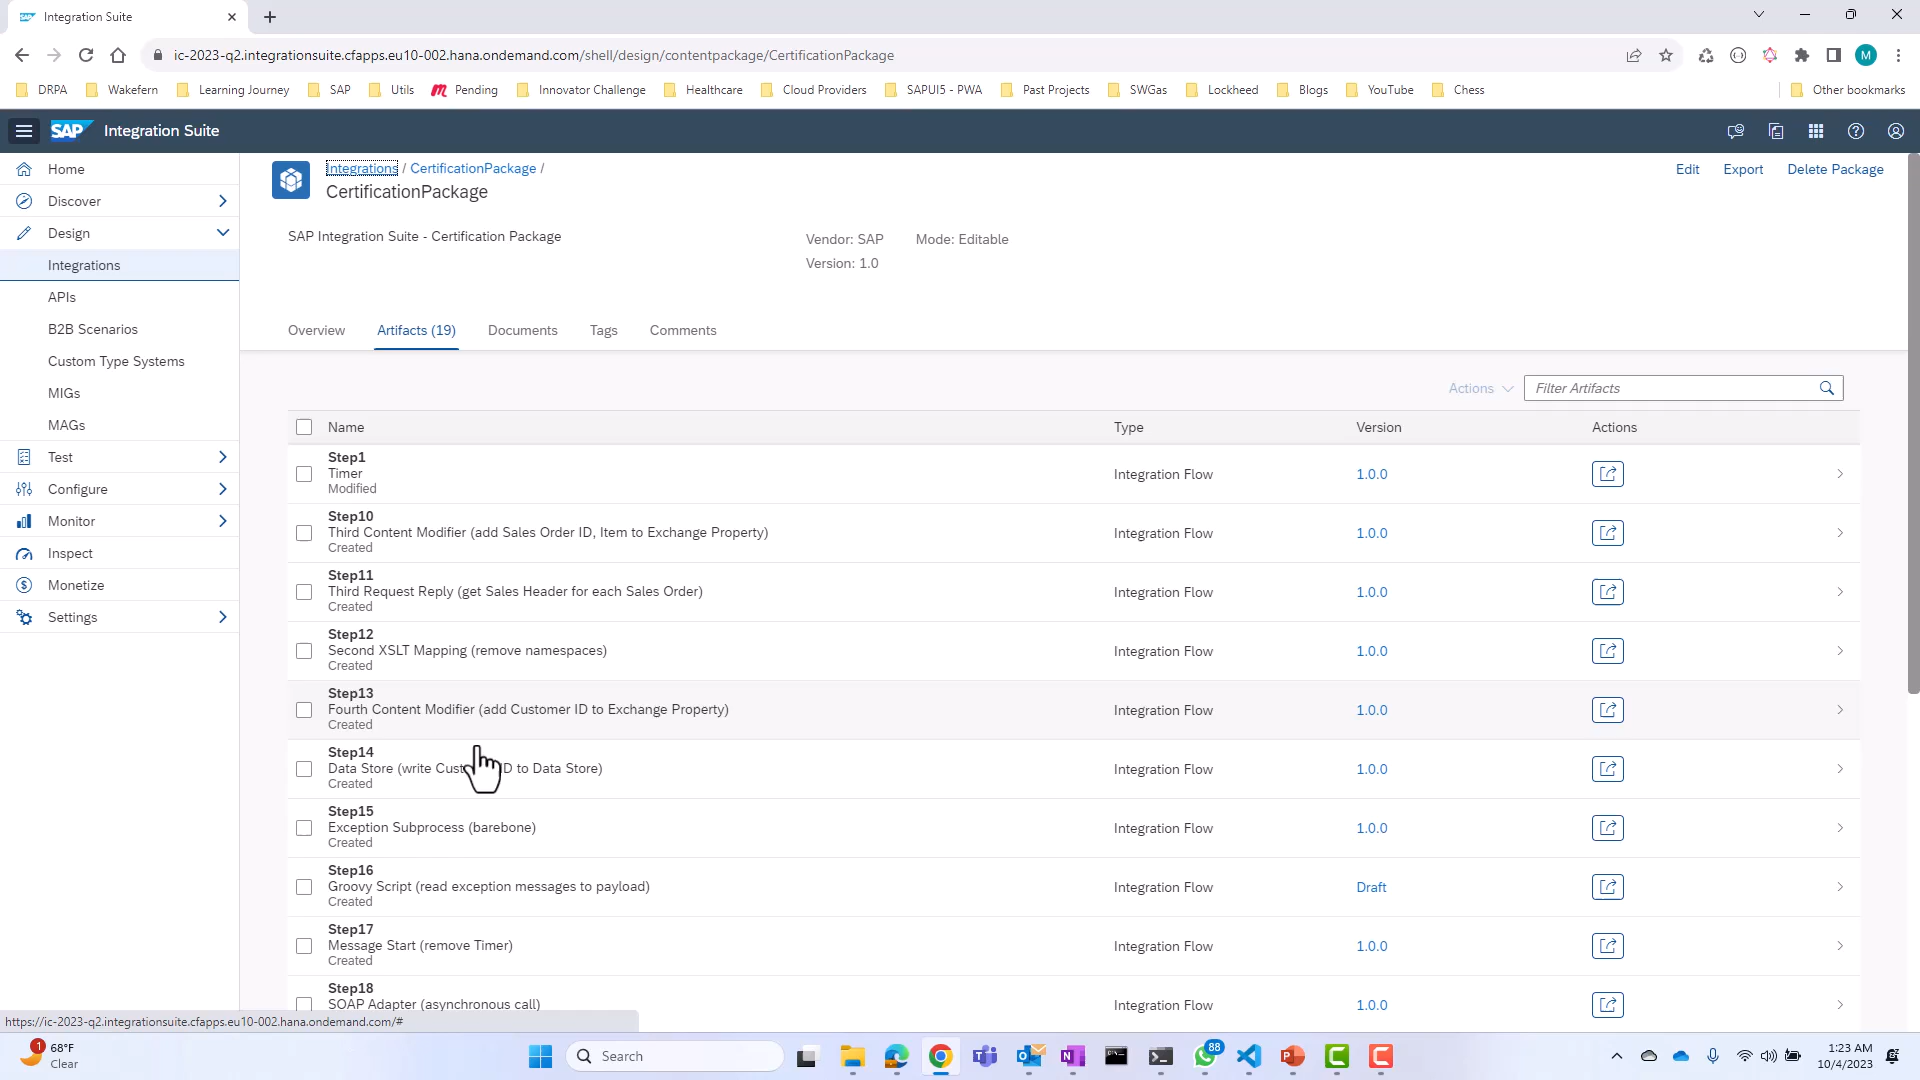 Integration Suite
ic-2023-q2.integrationsuite.cfapps.eu10-002.hana.ondemand.com/shell/design/contentpackage/CertificationPackage
M
DRPA
Wakefern
Learning Journey
SAP
Utils
Pending
Innovator Challenge
Healthcare
Cloud Providers
SAPUI5 - PWA
Past Projects
SWGas
Lockheed
Blogs
YouTube
Chess
Other bookmarks
SAP Integration Suite
Home
Discover
Design
Integrations
APIs
B2B Scenarios
Custom Type Systems
MIGs
MAGs
Test
Configure
Monitor
Inspect
Monetize
Settings
Integrations / CertificationPackage /
CertificationPackage
Edit
Export
Delete Package
SAP Integration Suite - Certification Package
Vendor: SAP
Mode: Editable
Version: 1.0
Overview
Artifacts (19)
Documents
Tags
Comments
Actions
Filter Artifacts
Name
Type
Version
Actions
Step1
Timer
Modified
Integration Flow
1.0.0
Step10
Third Content Modifier (add Sales Order ID, Item to Exchange Property)
Created
Integration Flow
1.0.0
Step11
Third Request Reply (get Sales Header for each Sales Order)
Created
Integration Flow
1.0.0
Step12
Second XSLT Mapping (remove namespaces)
Created
Integration Flow
1.0.0
Step13
Fourth Content Modifier (add Customer ID to Exchange Property)
Created
Integration Flow
1.0.0
Step14
Data Store (write ID to Data Store)
Created
Integration Flow
1.0.0
Step15
Exception Subprocess (barebone)
Created
Integration Flow
1.0.0
Step16
Groovy Script (read exception messages to payload)
Created
Integration Flow
Draft
Step17
Message Start (remove Timer)
Created
Integration Flow
1.0.0
Step18
SOAP Adapter (asynchronous call)
Integration Flow
1.0.0
https://ic-2023-q2.integrationsuite.cfapps.eu10-002.hana.ondemand.com/#
1
68°F
Clear
Search
88
1:23 AM
10/4/2023